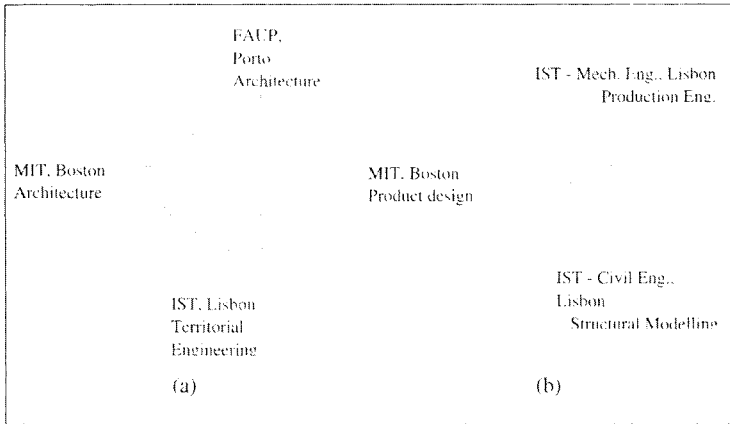 FAUP,
Porto
Architecture
MIT, Boston
Architecture
IST, Lisbon
Territorial
Engineering
(a)
IST - Mech. Eng., Lisbon
Production Eng.
MIT, Boston
Product design
IST - Civil Eng.,
Lisbon
Structural Modelling
(b)